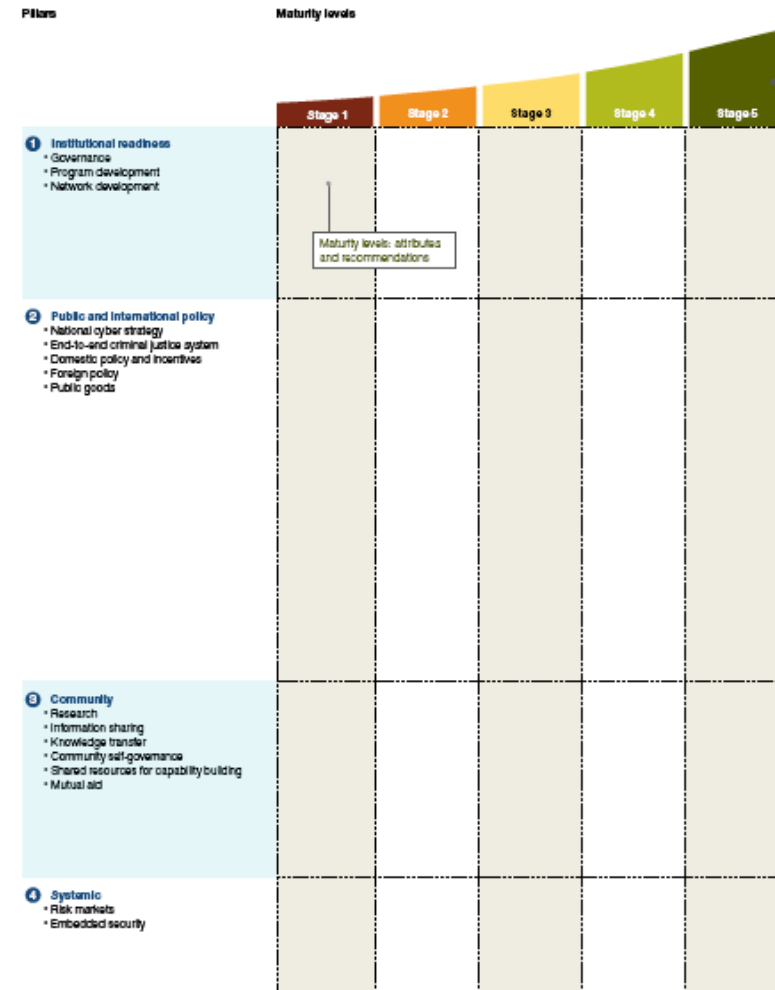 Pillars
Maturity levels
Stage 1
Stage 2
Stage 3
Stage 4
Stage 5
1 Institutional readiness
• Governance
• Program development
• Network development
Maturity levels: attributes
and recommendations
2 Public and international policy
• National cyber strategy
• End-to-end criminal justice system
• Domestic policy and incentives
• Foreign policy
• Public goods
3 Community
• Research
• Information sharing
• Knowledge transfer
• Community self-governance
• Shared resources for capability building
• Mutual aid
4 Systemic
• Risk markets
• Embedded security